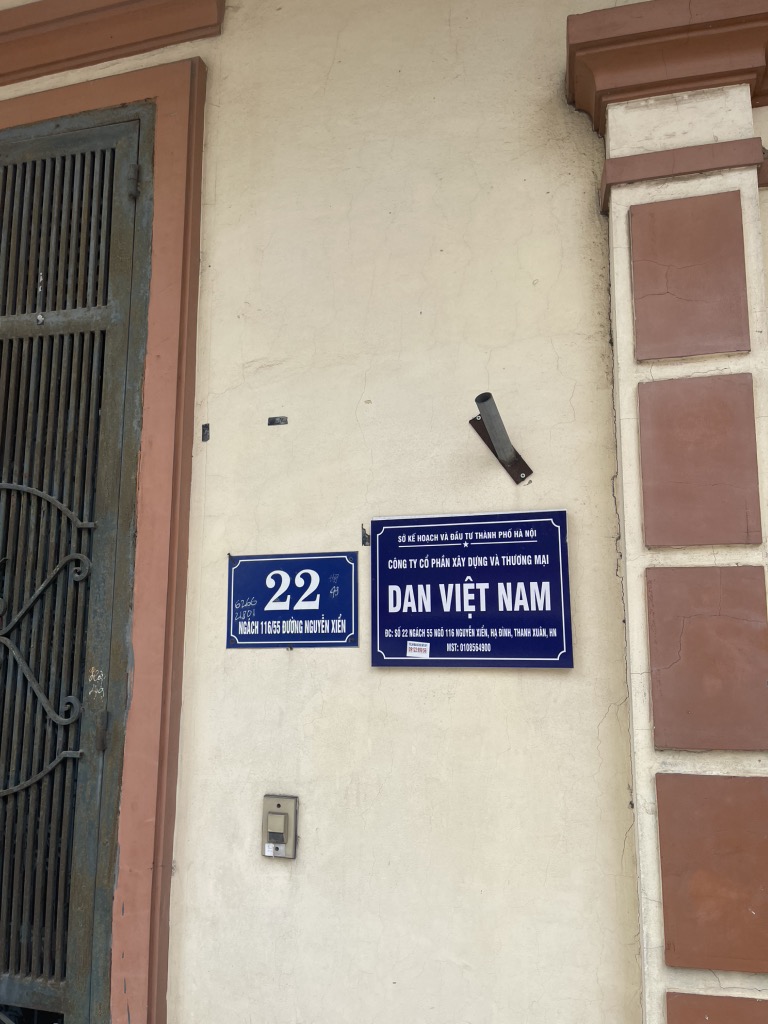 22
NGÁCH 116/55 ĐƯỜNG NGUYỄN XIỂN
SỞ KẾ HOẠCH VÀ ĐẦU TƯ THÀNH PHỐ HÀ NỘI
CÔNG TY CỔ PHẦN XÂY DỰNG VÀ THƯƠNG MẠI
DAN VIỆT NAM
ĐC: SỐ 22 NGÁCH 55 NGÕ 116 NGUYỄN XIỂN, HẠ ĐÌNH, THANH XUÂN, HN
MST: 0108564900